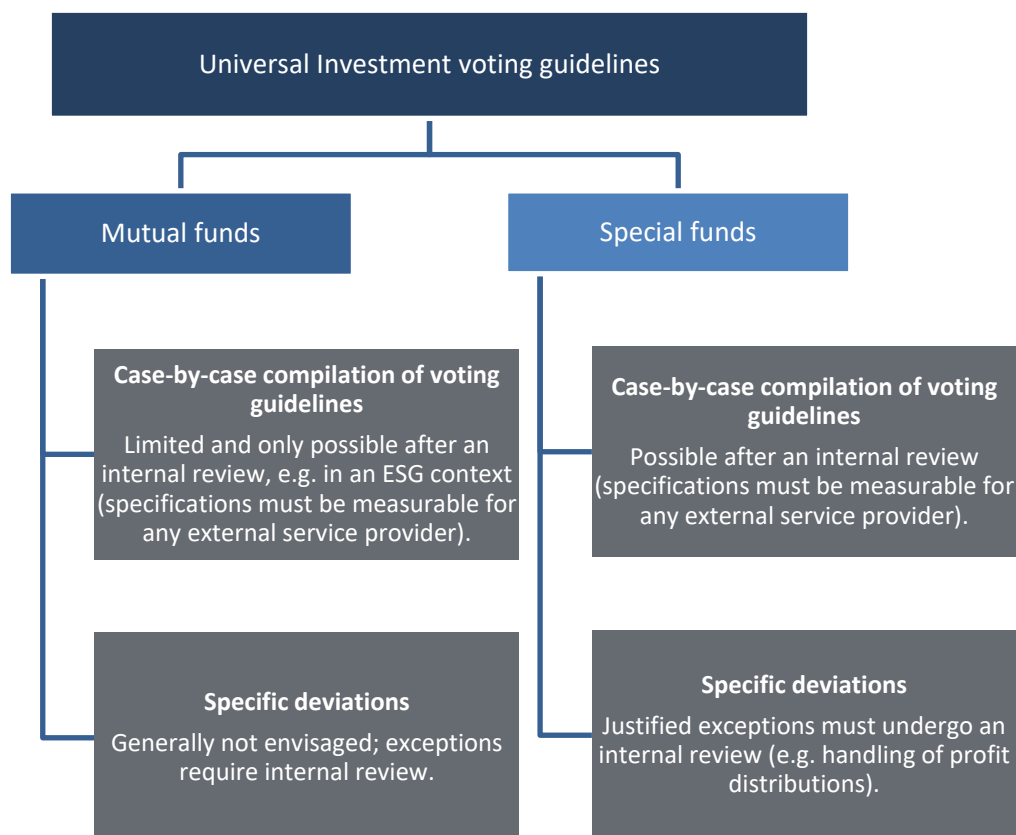 Universal Investment voting guidelines
Mutual funds
Special funds
Case-by-case compilation of voting
guidelines
Limited and only possible after an
internal review, e.g. in an ESG context
(specifications must be measurable for
any external service provider).
Case-by-case compilation of voting
guidelines
Possible after an internal review
(specifications must be measurable for
any external service provider).
Specific deviations
Generally not envisaged; exceptions
require internal review.
Specific deviations
Justified exceptions must undergo an
internal review (e.g. handling of profit
distributions).